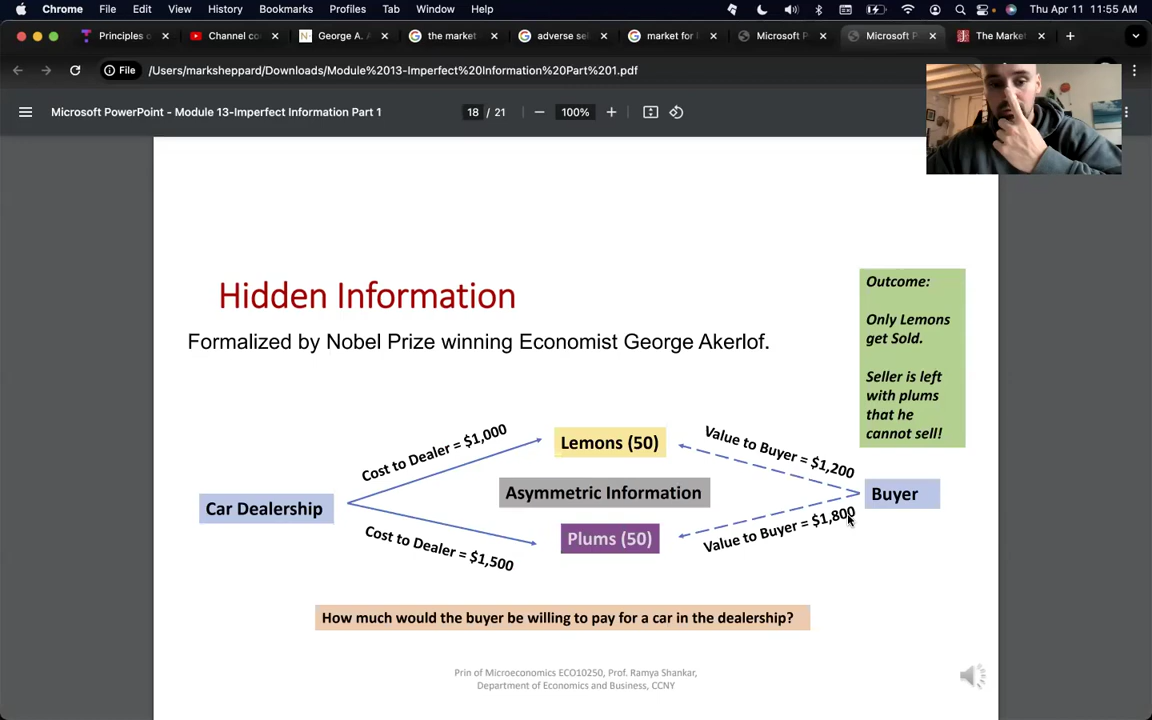 Chrome File Edit View History Bookmarks Profiles Tab Window Help Thu Apr 11 11:55 AM
Principles o Channel co George A. A the market adverse sel market for l Microsoft P Microsoft P The Market
File /Users/marksheppard/Downloads/Module%2013-Imperfect%20Information%20Part%201.pdf
Microsoft PowerPoint - Module 13-Imperfect Information Part 1 18 / 21 100%
Hidden Information
Formalized by Nobel Prize winning Economist George Akerlof.
Outcome:
Only Lemons
get Sold.
Seller is left
with plums
that he
cannot sell!
Cost to Dealer = $1,000
Lemons (50)
Value to Buyer = $1,200
Car Dealership
Asymmetric Information
Buyer
Cost to Dealer = $1,500
Plums (50)
Value to Buyer = $1,800
How much would the buyer be willing to pay for a car in the dealership?
Prin of Microeconomics ECO10250, Prof. Ramya Shankar,
Department of Economics and Business, CCNY